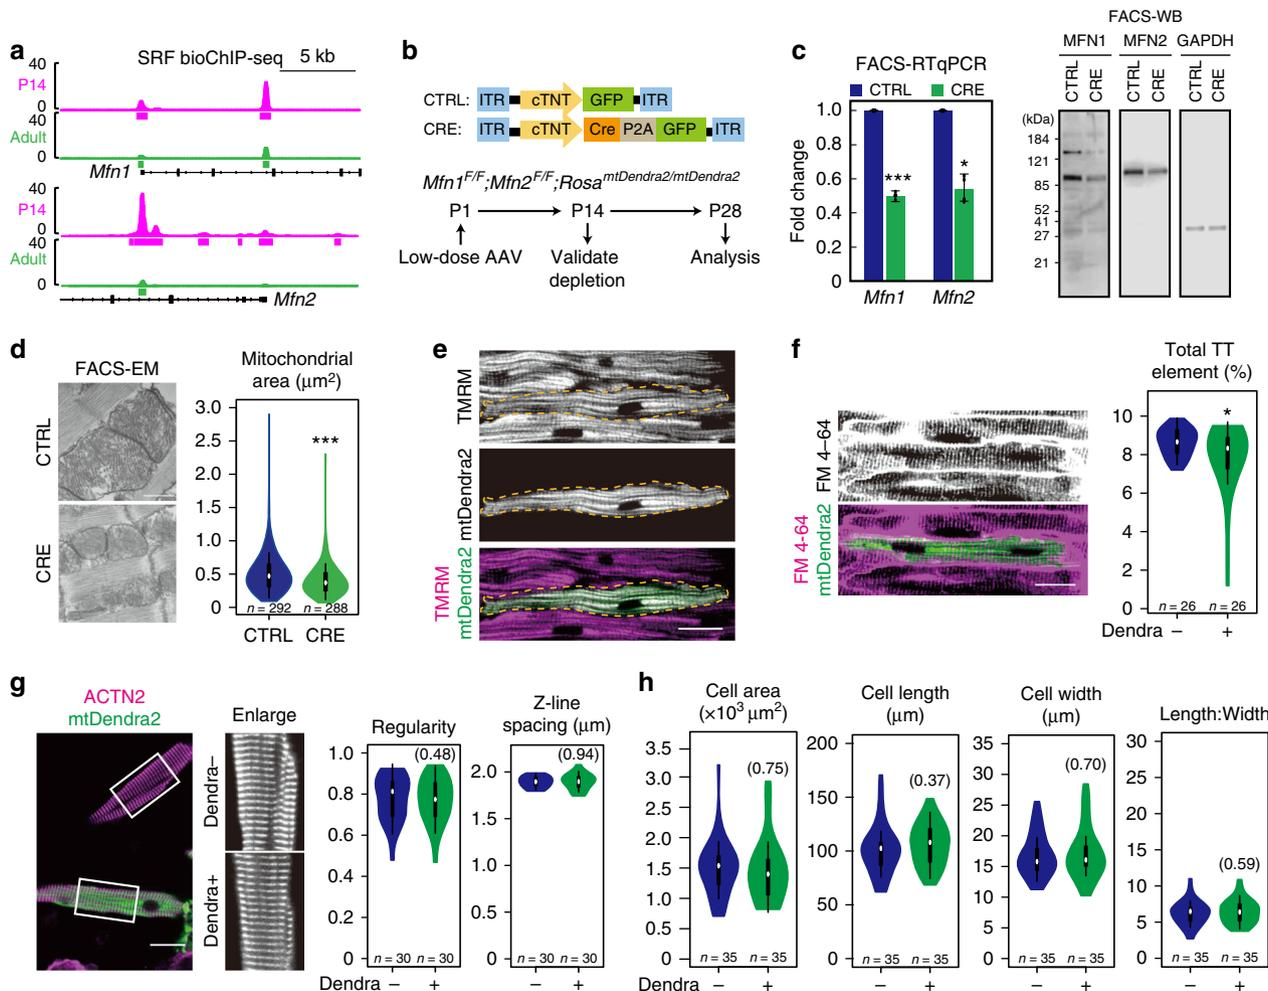 a
SRF bioChIP-seq
5 kb
40
P14
0
40
Adult
0
Mfn1
40
P14
0
40
Adult
0
Mfn2
b
CTRL: ITR cTNT GFP ITR
CRE: ITR cTNT Cre P2A GFP ITR
Mfn1F/F;Mfn2F/F;RosamtDendra2/mtDendra2
P1 P14 P28
Low-dose AAV Validate depletion Analysis
c
FACS-RTqPCR
CTRL CRE
Fold change
1.0
0.8
0.6
0.4
0.2
0
***
*
Mfn1 Mfn2
FACS-WB
MFN1 MFN2 GAPDH
CTRL CRE CTRL CRE CTRL CRE
(kDa)
184
121
85
52
41
27
21
d
FACS-EM
CTRL
CRE
Mitochondrial
area (μm²)
3.0
2.5
2.0
1.5
1.0
0.5
0
***
n = 292 n = 288
CTRL CRE
e
TMRM
mtDendra2
TMRM
mtDendra2
f
FM 4–64
FM 4-64
mtDendra2
Total TT
element (%)
10
8
6
4
2
0
*
n = 26 n = 26
Dendra – +
g
ACTN2
mtDendra2
Enlarge
Dendra–
Dendra+
Regularity
1.0
0.8
0.6
0.4
0.2
0
(0.48)
n = 30 n = 30
Dendra – +
Z-line
spacing (μm)
2.0
1.5
1.0
0.5
0
(0.94)
n = 30 n = 30
– +
h
Cell area
(×10³ μm²)
3.5
3.0
2.5
2.0
1.5
1.0
0.5
0
(0.75)
n = 35 n = 35
Dendra – +
Cell length
(μm)
200
150
100
50
0
(0.37)
n = 35 n = 35
– +
Cell width
(μm)
35
30
25
20
15
10
5
0
(0.70)
n = 35 n = 35
– +
Length:Width
30
25
20
15
10
5
0
(0.59)
n = 35 n = 35
– +